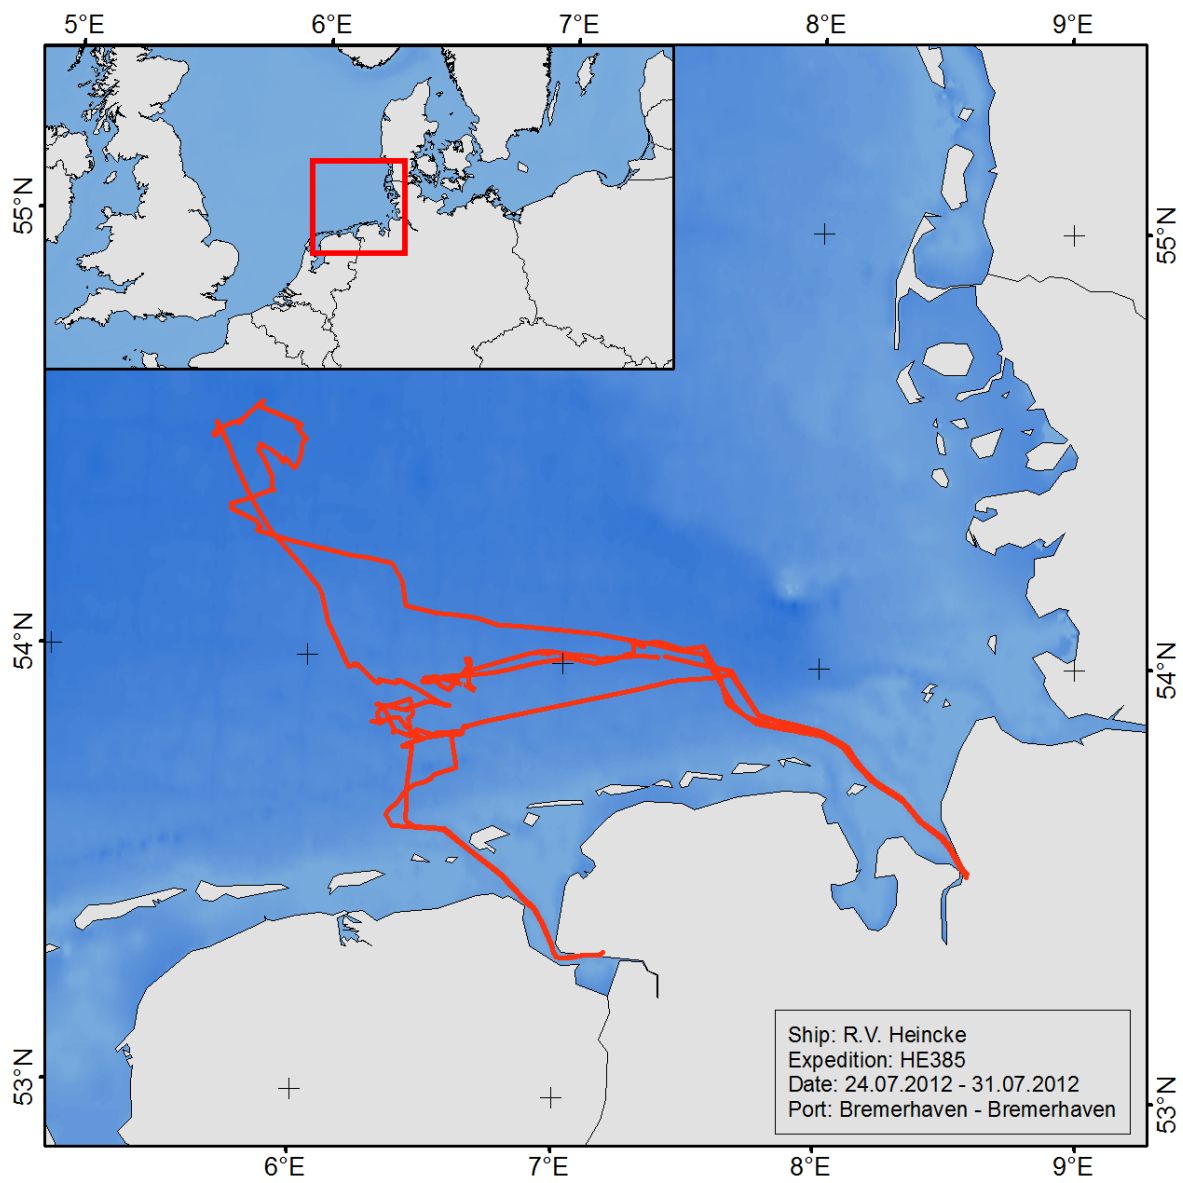 5°E 6°E 7°E 8°E 9°E
55°N 55°N
54°N 54°N
53°N 53°N
Ship: R.V. Heincke
Expedition: HE385
Date: 24.07.2012 - 31.07.2012
Port: Bremerhaven - Bremerhaven
6°E 7°E 8°E 9°E